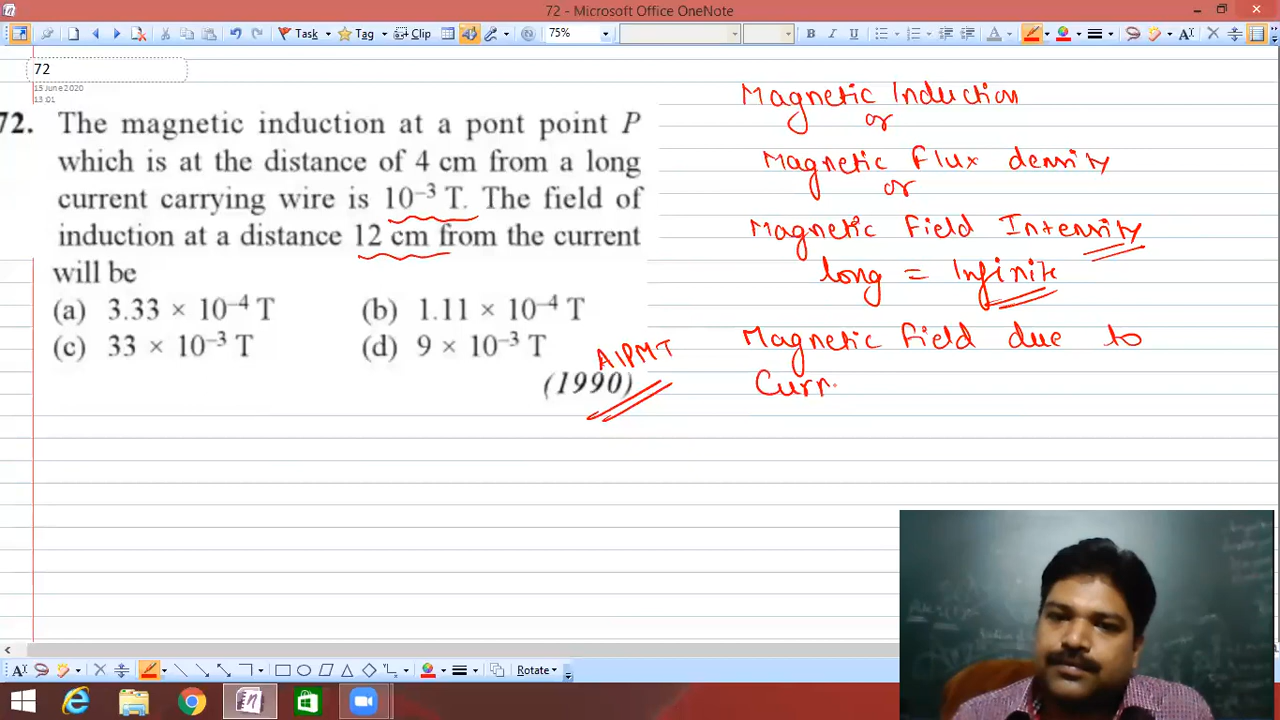 72 - Microsoft Office OneNote
Task
Tag
Clip
75%
B I U
A
72
15 June 2020
13:01
72. The magnetic induction at a pont point P
which is at the distance of 4 cm from a long
current carrying wire is 10⁻³ T. The field of
induction at a distance 12 cm from the current
will be
(a) 3.33 × 10⁻⁴ T (b) 1.11 × 10⁻⁴ T
(c) 33 × 10⁻³ T (d) 9 × 10⁻³ T
AIPMT
(1990)
Magnetic Induction
or
Magnetic flux density
or
Magnetic Field Intensity
long = Infinite
Magnetic field due to
Curr
Rotate